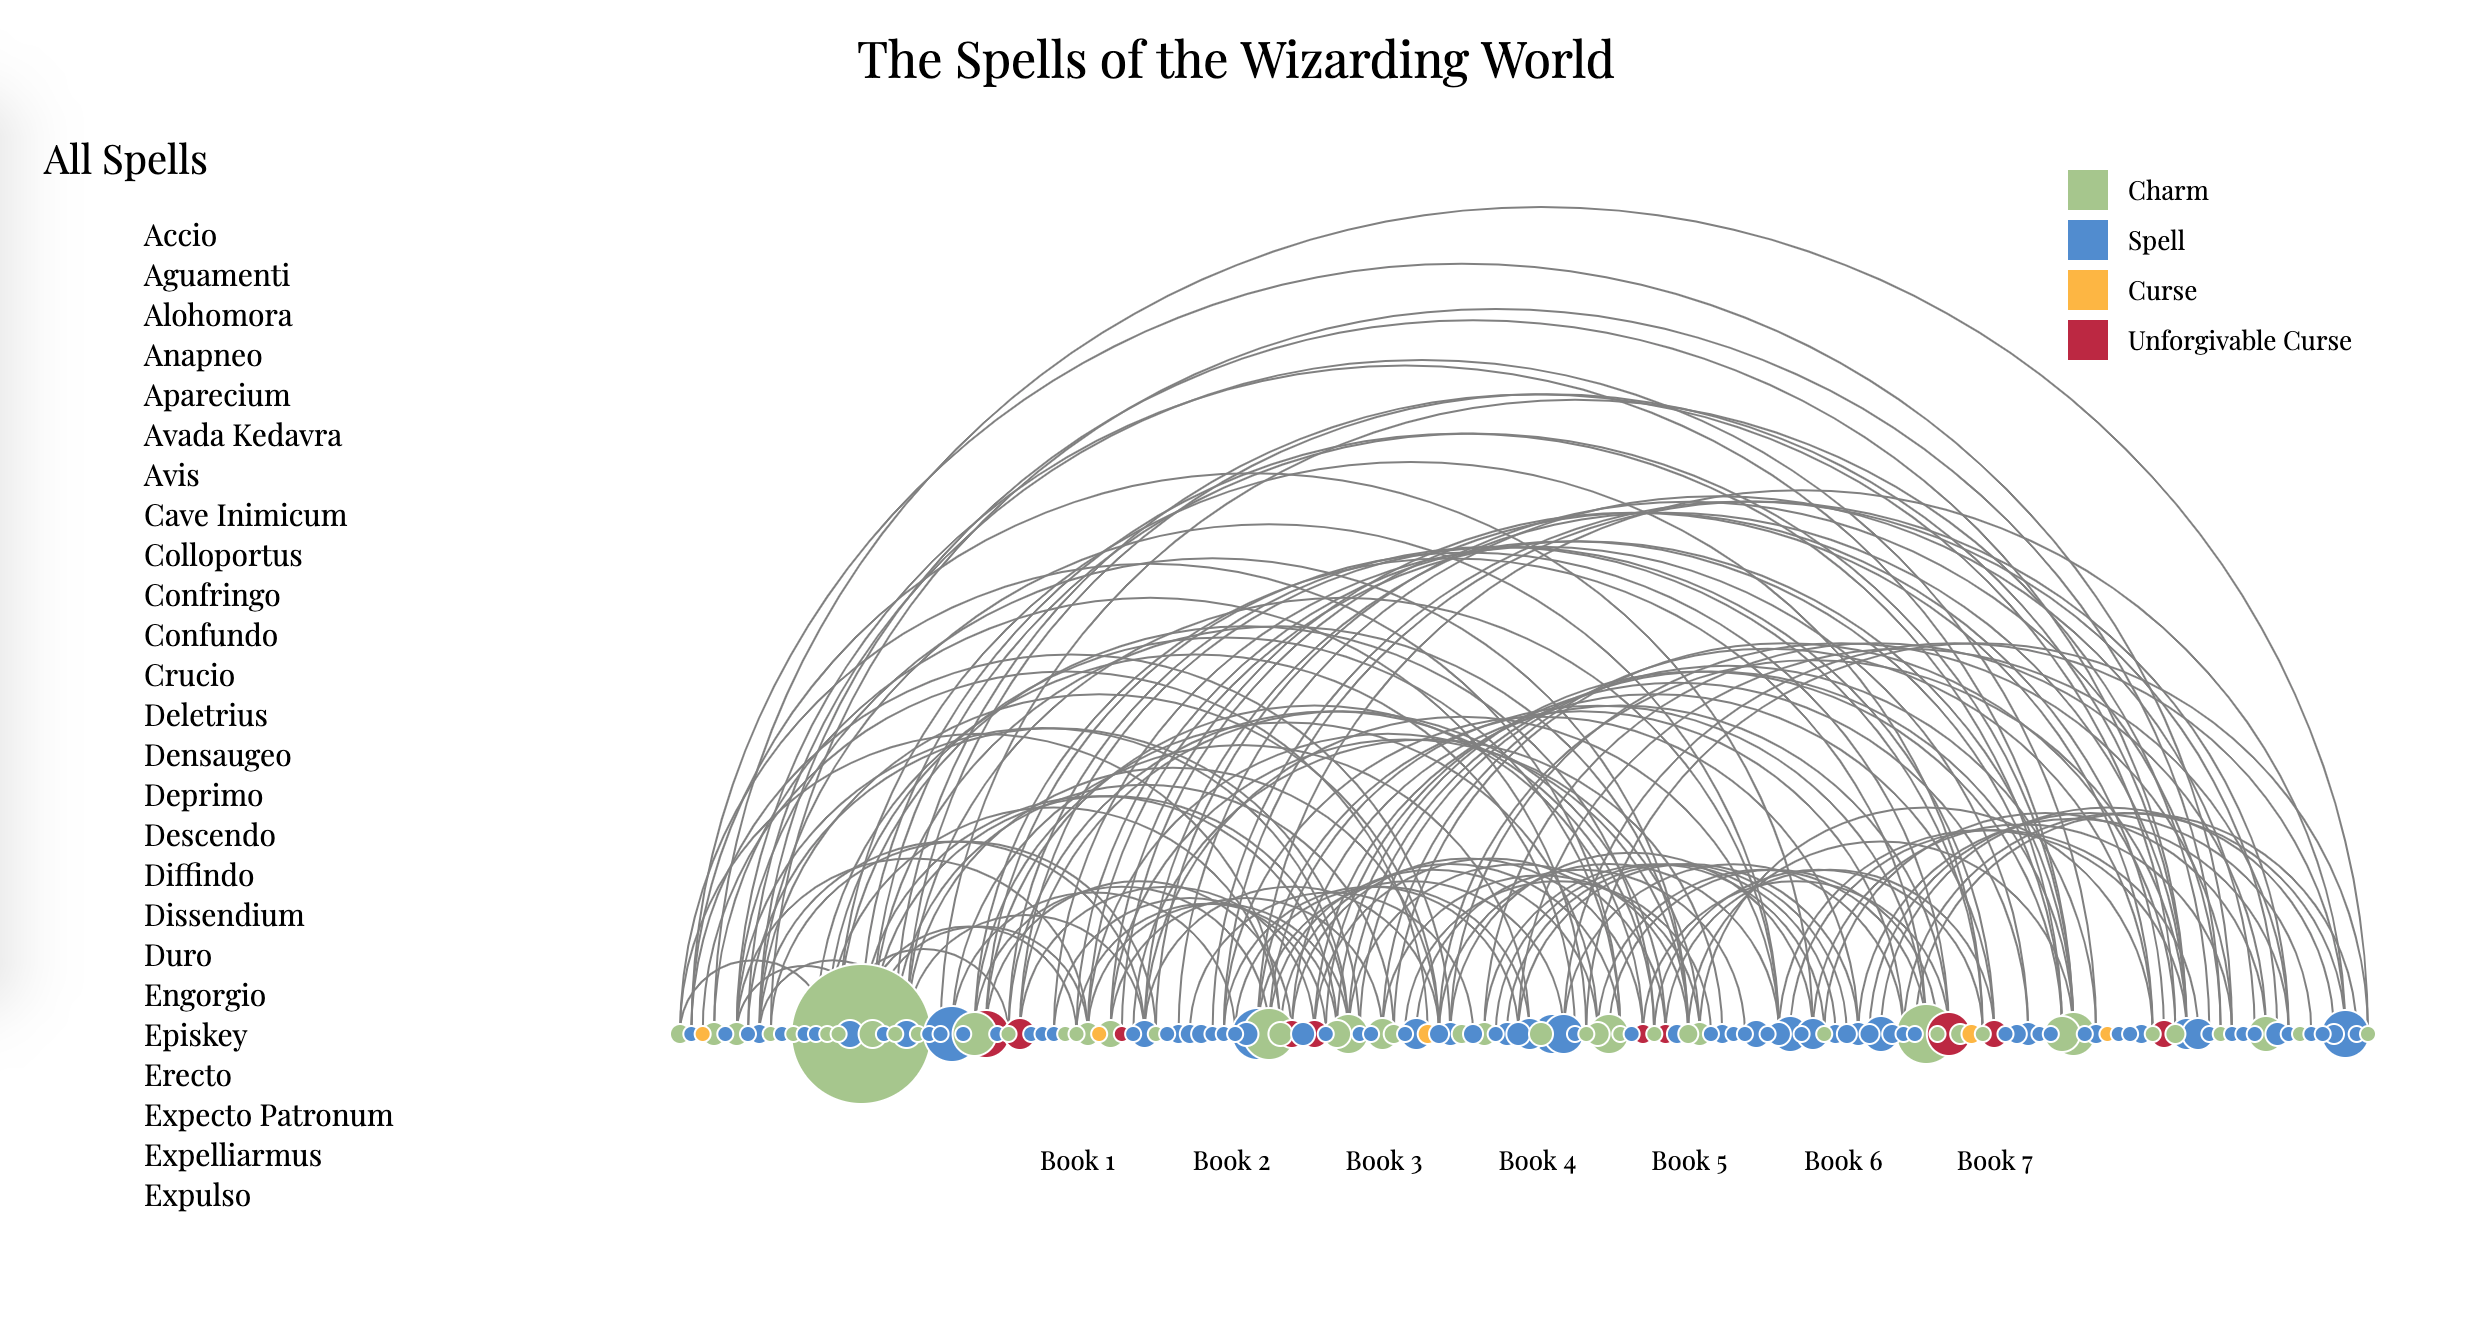 The Spells of the Wizarding World
All Spells
Accio
Aguamenti
Alohomora
Anapneo
Aparecium
Avada Kedavra
Avis
Cave Inimicum
Colloportus
Confringo
Confundo
Crucio
Deletrius
Densaugeo
Deprimo
Descendo
Diffindo
Dissendium
Duro
Engorgio
Episkey
Erecto
Expecto Patronum
Expelliarmus
Expulso
Charm
Spell
Curse
Unforgivable Curse
Book 1 Book 2 Book 3 Book 4 Book 5 Book 6 Book 7